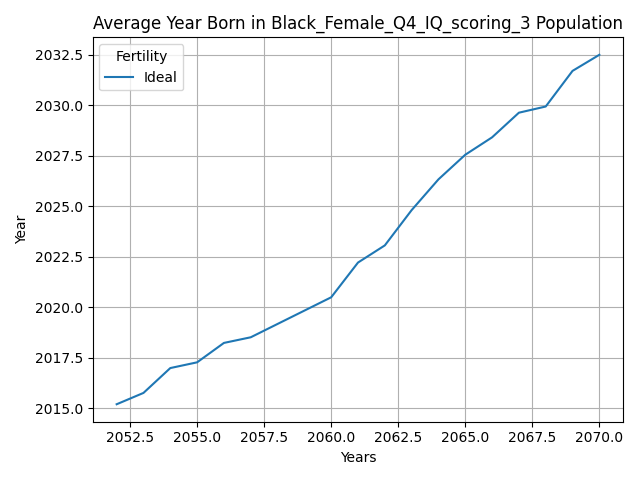 Average Year Born in Black_Female_Q4_IQ_scoring_3 Population
Fertility
Ideal
2032.5
2030.0
2027.5
2025.0
2022.5
2020.0
2017.5
2015.0
Year
2052.5 2055.0 2057.5 2060.0 2062.5 2065.0 2067.5 2070.0
Years